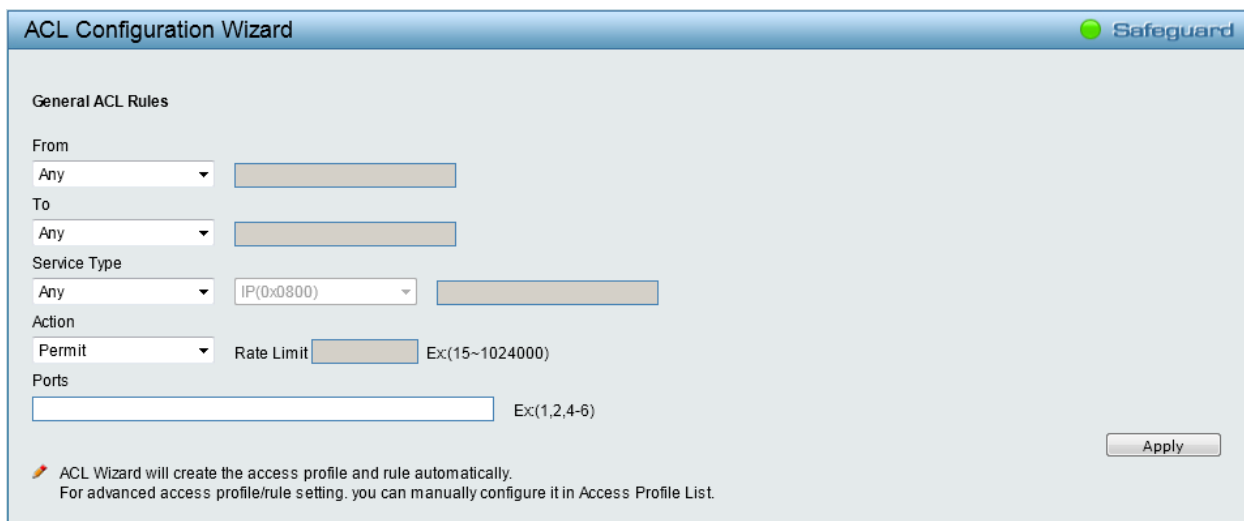 ACL Configuration Wizard
Safeguard
General ACL Rules
From
Any
To
Any
Service Type
Any IP(0x0800)
Action
Permit Rate Limit Ex:(15~1024000)
Ports
Ex:(1,2,4-6)
Apply
ACL Wizard will create the access profile and rule automatically.
For advanced access profile/rule setting. you can manually configure it in Access Profile List.